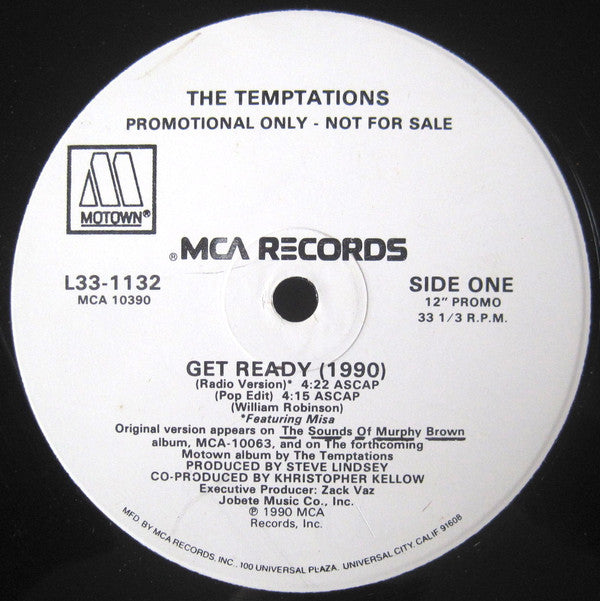 THE TEMPTATIONS
PROMOTIONAL ONLY - NOT FOR SALE
M
MOTOWN®
® MCA RECORDS
L33-1132
MCA 10390
SIDE ONE
12" PROMO
33 1/3 R.P.M.
GET READY (1990)
(Radio Version)* 4:22 ASCAP
(Pop Edit) 4:15 ASCAP
(William Robinson)
*Featuring Misa
Original version appears on The Sounds Of Murphy Brown
album, MCA-10063, and on The forthcoming
Motown album by The Temptations
PRODUCED BY STEVE LINDSEY
CO-PRODUCED BY KHRISTOPHER KELLOW
Executive Producer: Zack Vaz
Jobete Music Co., Inc.
℗ 1990 MCA
Records, Inc.
MFD. BY MCA RECORDS, INC., 100 UNIVERSAL PLAZA, UNIVERSAL CITY, CALIF 91608